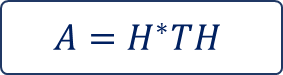 A = H*TH